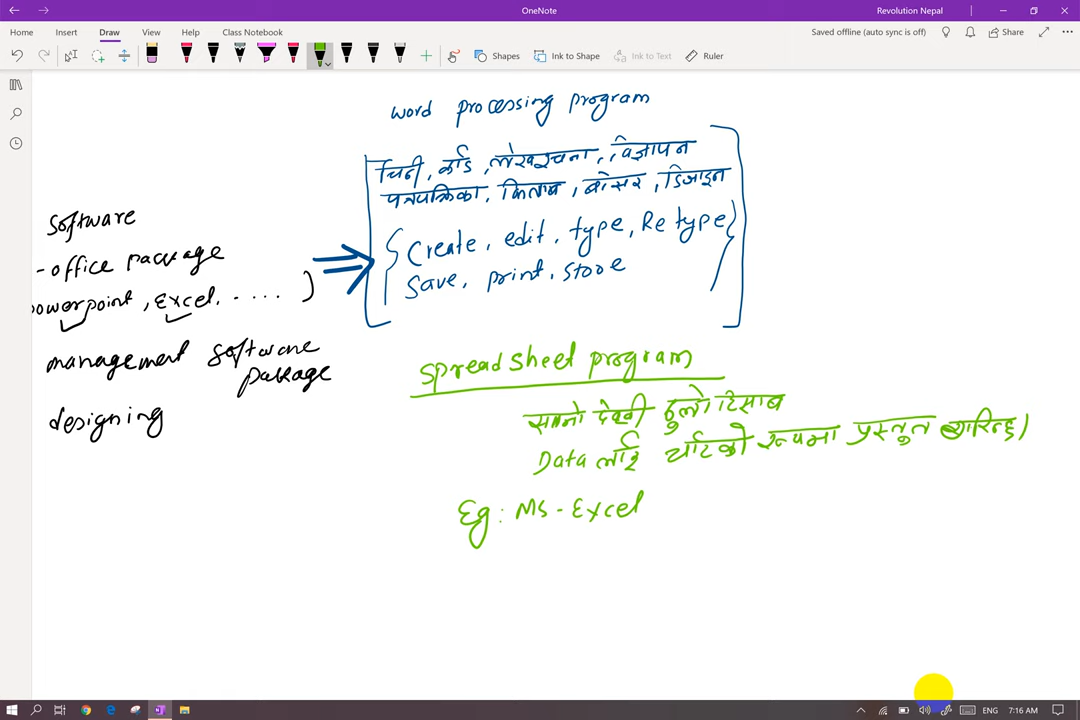 OneNote
Revolution Nepal
Home Insert Draw View Help Class Notebook
Saved offline (auto sync is off)
Share
Shapes Ink to Shape Ink to Text Ruler
word processing program
चिठी, कार्ड, लेखरचना, विज्ञापन
पत्रपत्रिका, किताब, बोसर, डिजाइन
Create, edit, type, Retype
Save, print, store
Software
-office package
powerpoint, Excel, .....)
management software
package
designing
spreadsheet program
सानो देखी ठुलो हिसाब
Data लाई चार्टको रूपमा प्रस्तूत गरिन्छ।
Eg: MS-Excel
ENG 7:16 AM